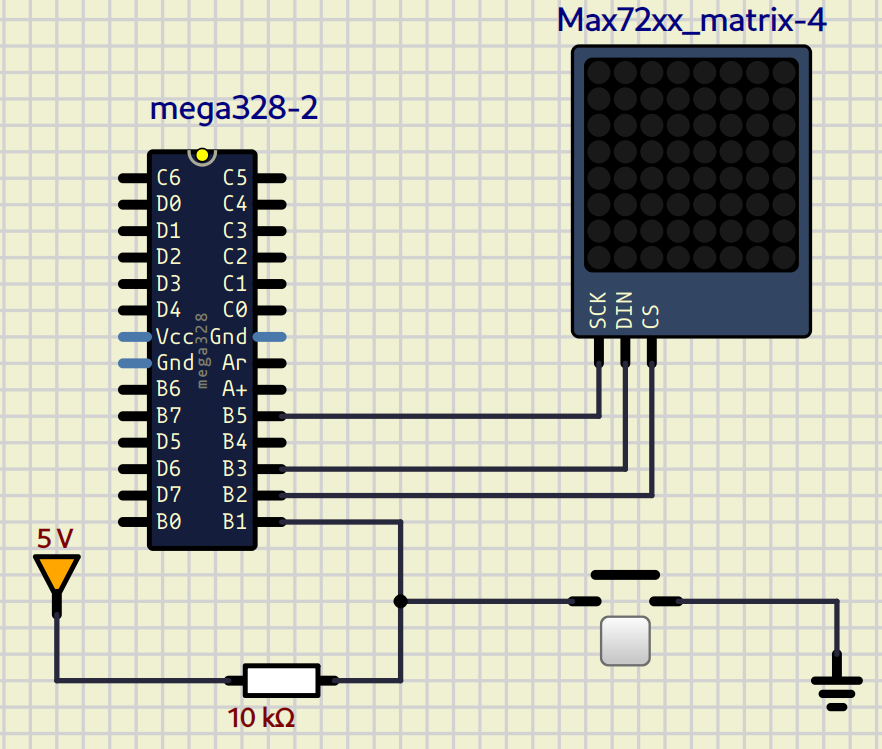 Max72xx_matrix-4
mega328-2
C6 C5
D0 C4
D1 C3
D2 C2
D3 C1
D4 C0
Vcc Gnd
Gnd Ar
B6 A+
B7 B5
D5 B4
D6 B3
D7 B2
B0 B1
mega328
SCK
DIN
CS
5 V
10 kΩ